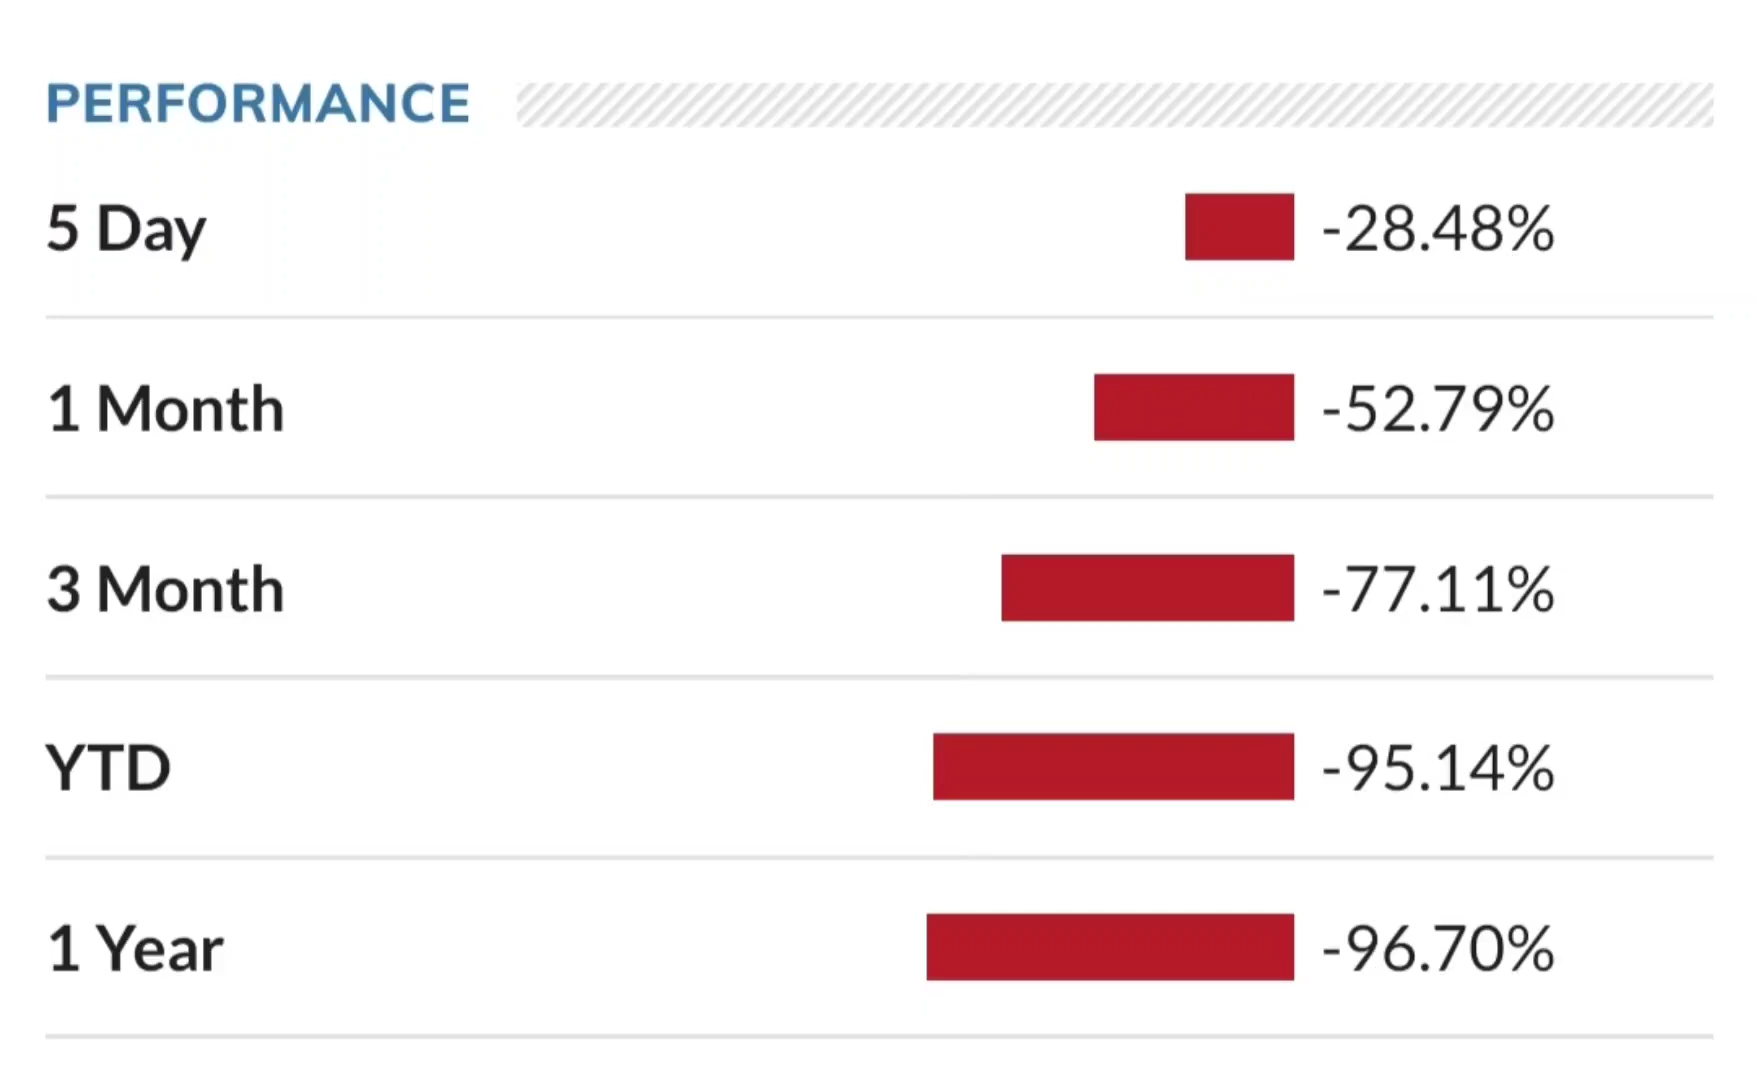 PERFORMANCE
5 Day -28.48%
1 Month -52.79%
3 Month -77.11%
YTD -95.14%
1 Year -96.70%